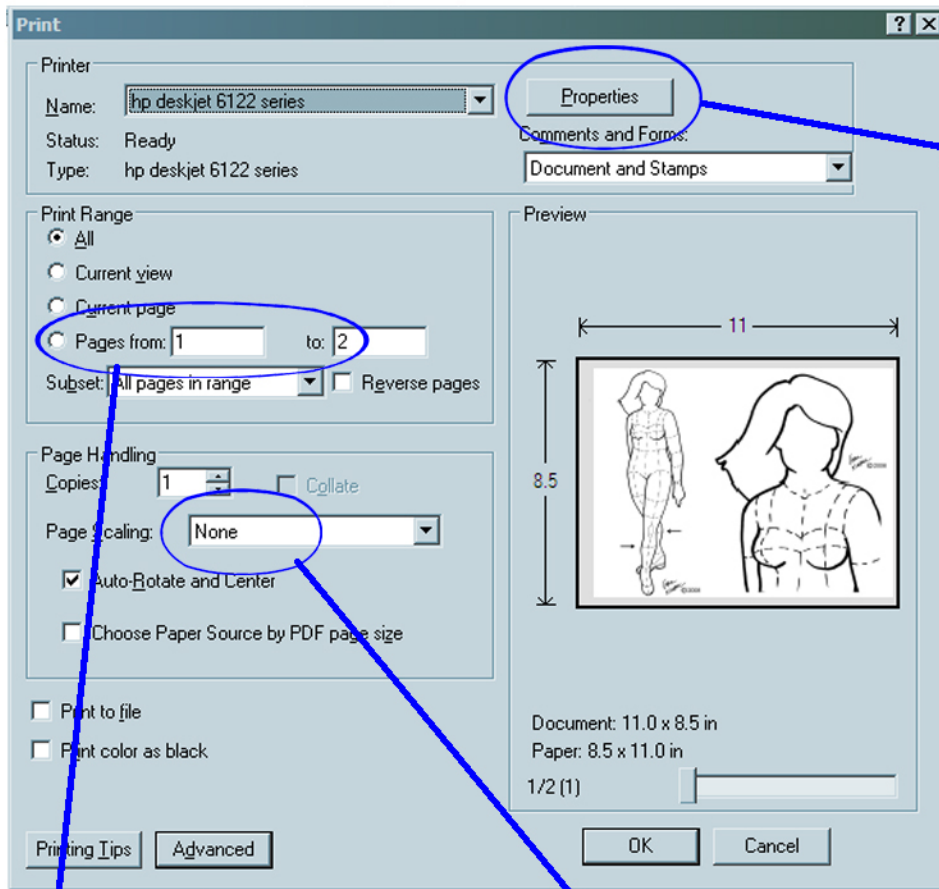 Print
Printer
Name: hp deskjet 6122 series
Properties
Status: Ready
Comments and Forms:
Type: hp deskjet 6122 series
Document and Stamps
Print Range
All
Current view
Current page
Pages from: 1 to: 2
Subset: All pages in range Reverse pages
Page Handling
Copies: 1 Collate
Page Scaling: None
Auto-Rotate and Center
Choose Paper Source by PDF page size
Print to file
Print color as black
Printing Tips Advanced
Preview
11
8.5
Document: 11.0 x 8.5 in
Paper: 8.5 x 11.0 in
1/2 (1)
OK Cancel